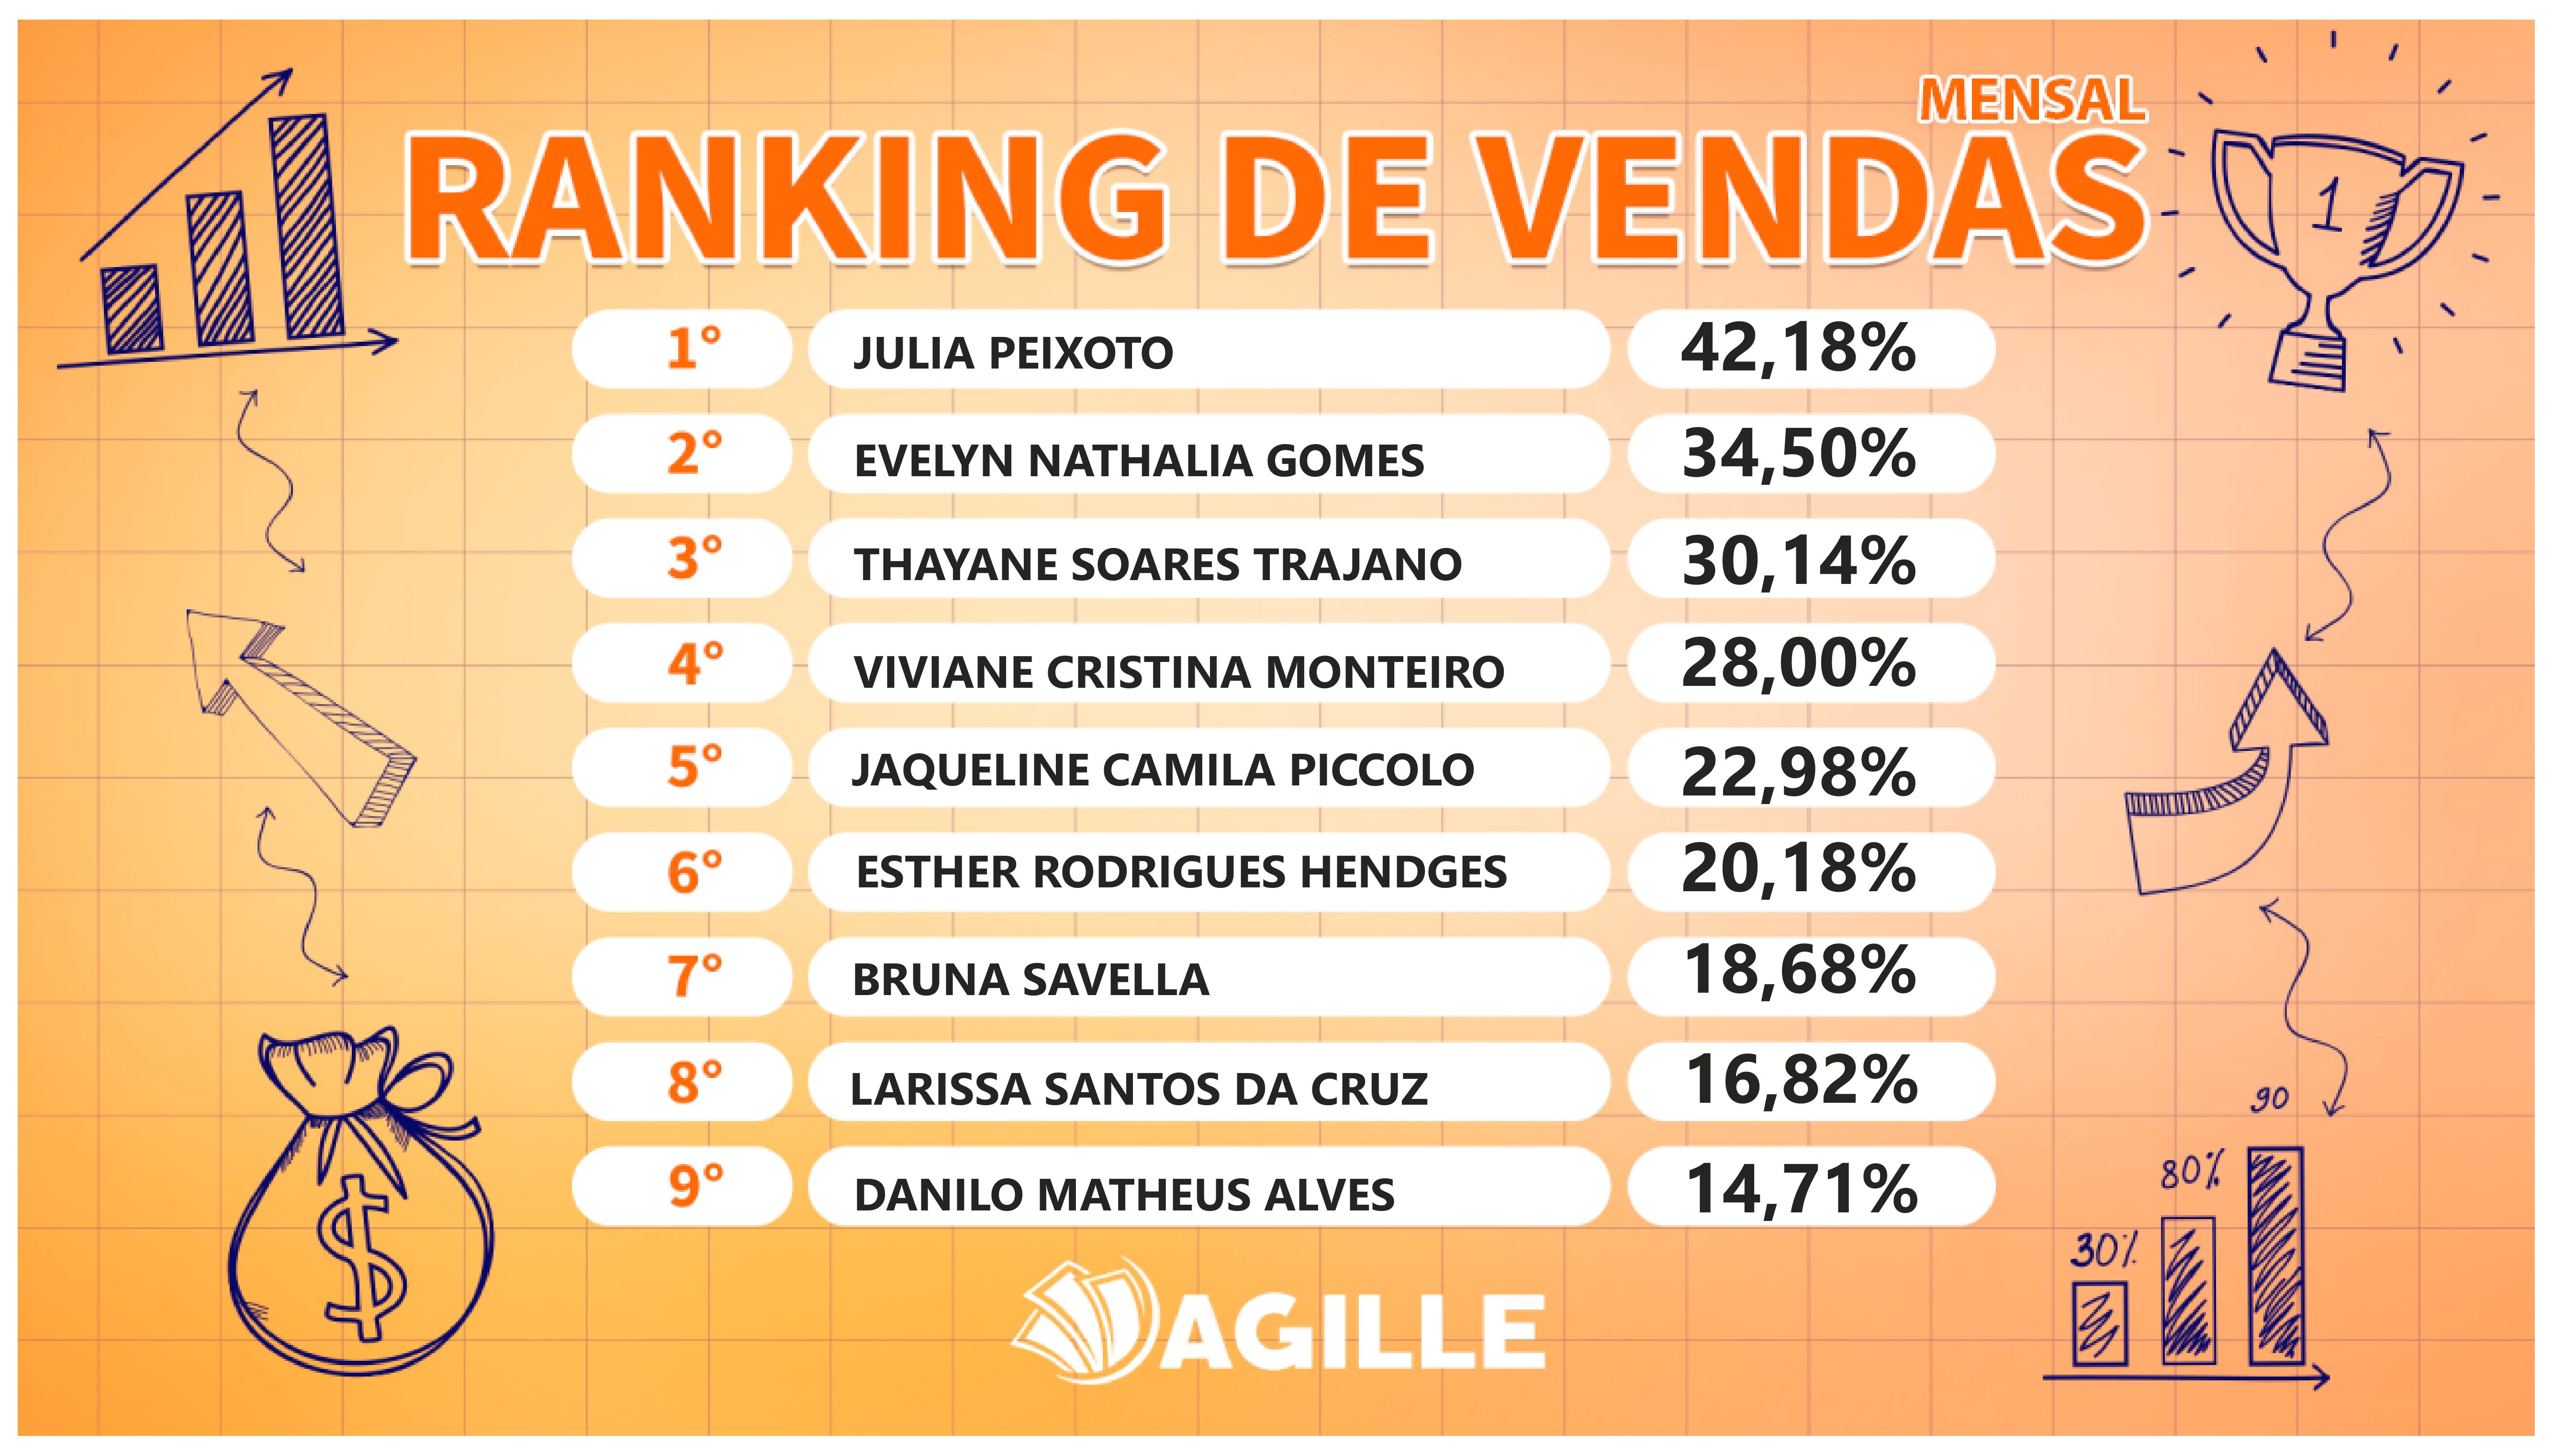 MENSAL
RANKING DE VENDAS
1
1° JULIA PEIXOTO 42,18%
2° EVELYN NATHALIA GOMES 34,50%
3° THAYANE SOARES TRAJANO 30,14%
4° VIVIANE CRISTINA MONTEIRO 28,00%
5° JAQUELINE CAMILA PICCOLO 22,98%
6° ESTHER RODRIGUES HENDGES 20,18%
7° BRUNA SAVELLA 18,68%
8° LARISSA SANTOS DA CRUZ 16,82%
9° DANILO MATHEUS ALVES 14,71%
90
80%
30%
$
AGILLE